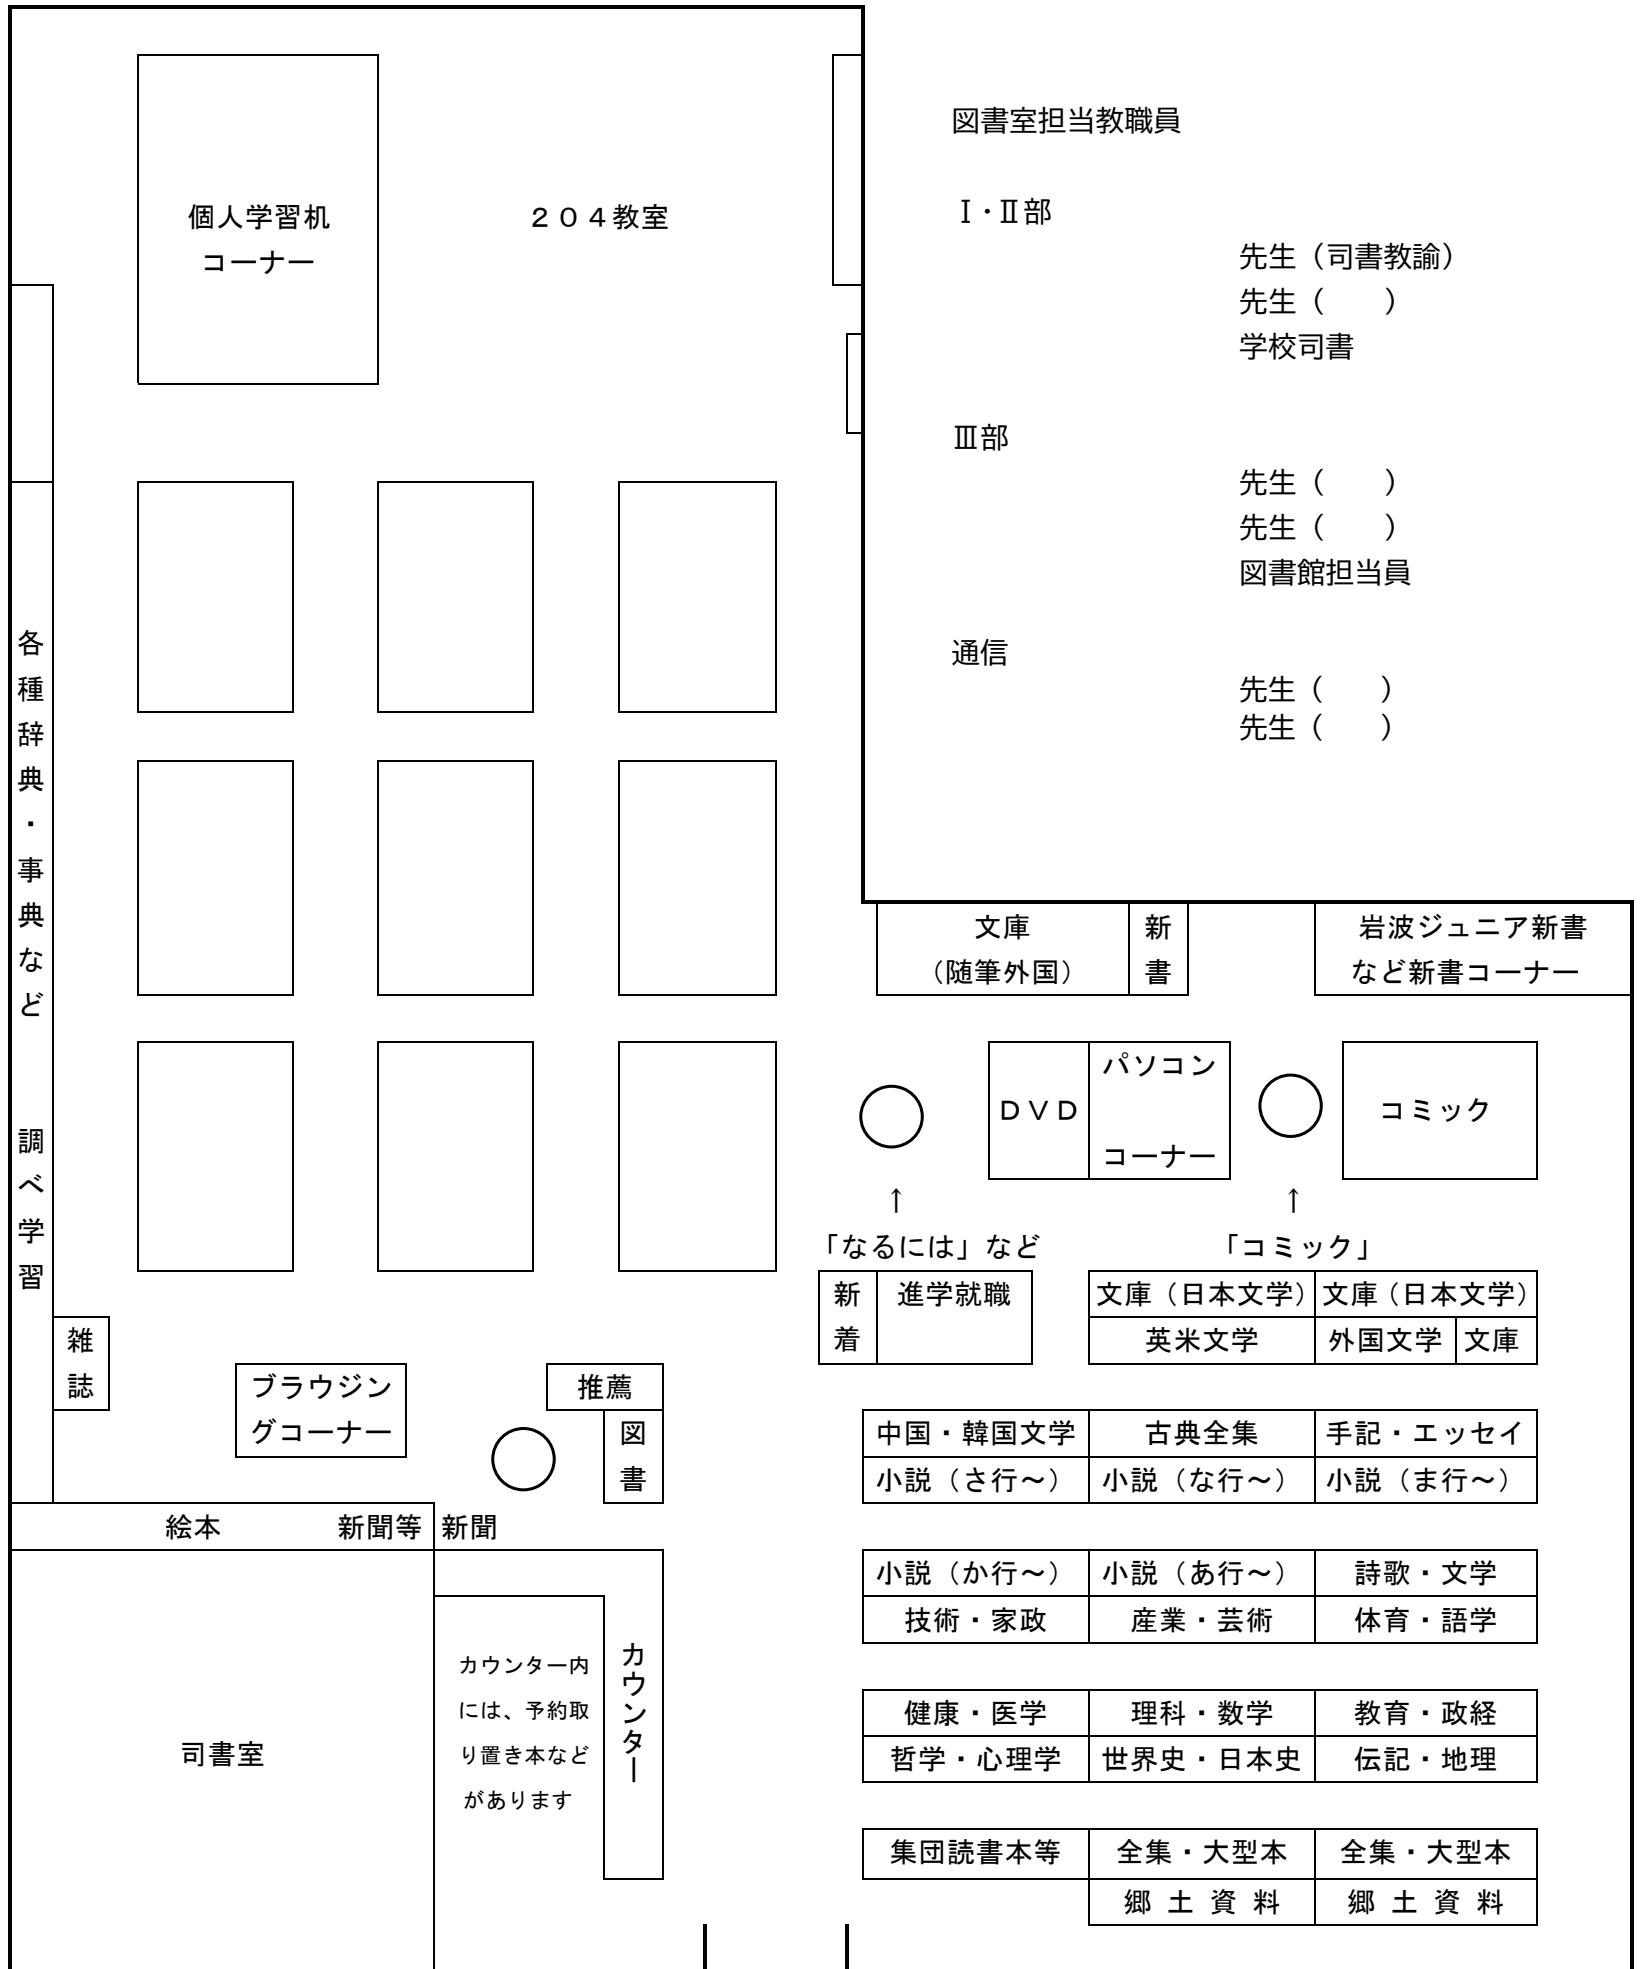 図書室担当教職員
Ⅰ・Ⅱ部
先生（司書教諭）
先生（　　）
学校司書
Ⅲ部
先生（　　）
先生（　　）
図書館担当員
通信
先生（　　）
先生（　　）
個人学習机
コーナー
２０４教室
各種辞典・事典など　調べ学習
文庫
（随筆外国）
新書
岩波ジュニア新書
など新書コーナー
ＤＶＤ
パソコン
コーナー
コミック
↑
↑
「なるには」など
「コミック」
新着
進学就職
文庫（日本文学）
文庫（日本文学）
英米文学
外国文学
文庫
雑誌
ブラウジン
グコーナー
推薦
図書
中国・韓国文学
古典全集
手記・エッセイ
小説（さ行～）
小説（な行～）
小説（ま行～）
絵本
新聞等
新聞
小説（か行～）
小説（あ行～）
詩歌・文学
技術・家政
産業・芸術
体育・語学
カウンター内
には、予約取
り置き本など
があります
カウンター
司書室
健康・医学
理科・数学
教育・政経
哲学・心理学
世界史・日本史
伝記・地理
集団読書本等
全集・大型本
全集・大型本
郷土資料
郷土資料